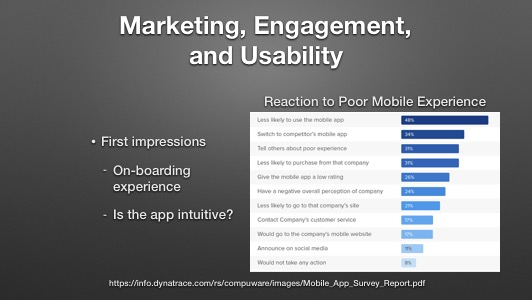 Marketing, Engagement,
and Usability
• First impressions
- On-boarding
experience
- Is the app intuitive?
Reaction to Poor Mobile Experience
Less likely to use the mobile app 48%
Switch to competitor's mobile app 34%
Tell others about poor experience 31%
Less likely to purchase from that company 31%
Give the mobile app a low rating 26%
Have a negative overall perception of company 24%
Less likely to go to that company's site 21%
Contact Company's customer service 17%
Would go to the company's mobile website 17%
Announce on social media 11%
Would not take any action 8%
https://info.dynatrace.com/rs/compuware/images/Mobile_App_Survey_Report.pdf